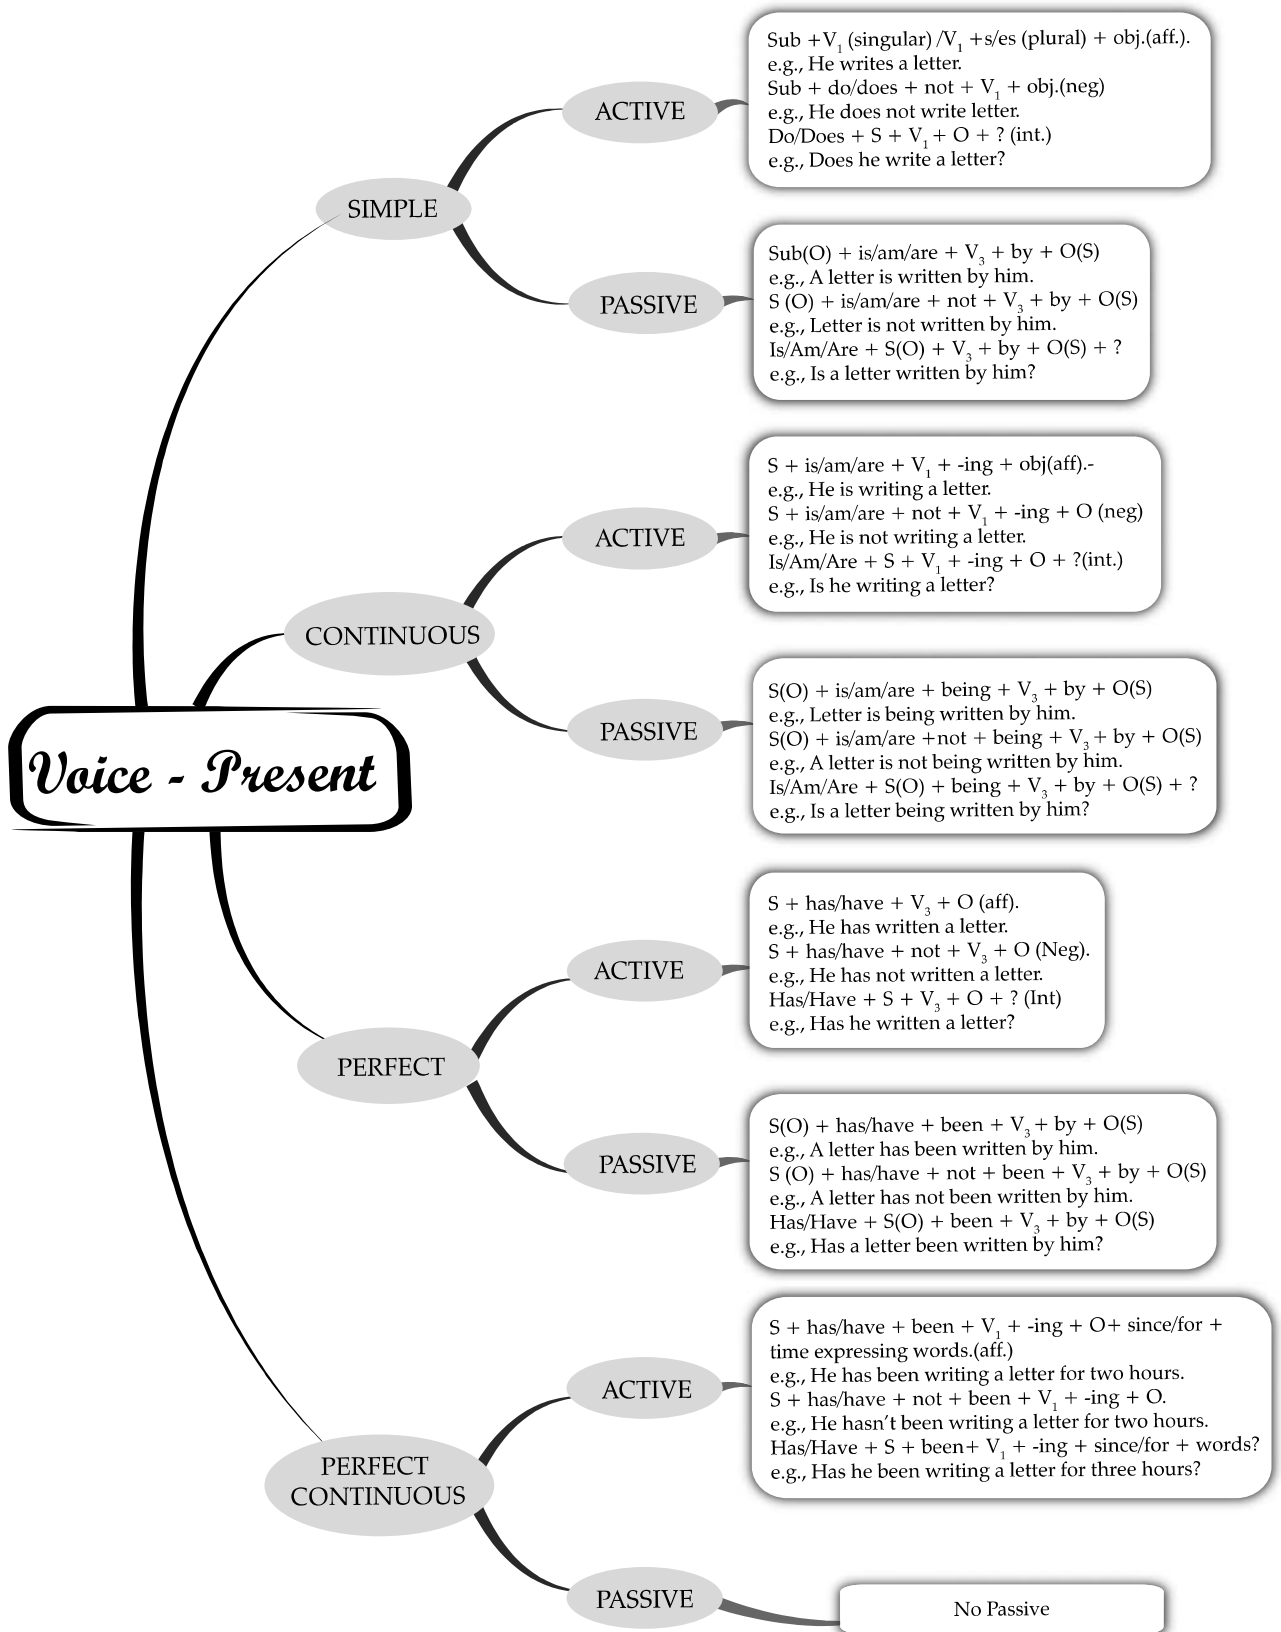 Voice - Present
SIMPLE
ACTIVE
Sub +V₁ (singular) /V₁ +s/es (plural) + obj.(aff.).
e.g., He writes a letter.
Sub + do/does + not + V₁ + obj.(neg)
e.g., He does not write letter.
Do/Does + S + V₁ + O + ? (int.)
e.g., Does he write a letter?
PASSIVE
Sub(O) + is/am/are + V₃ + by + O(S)
e.g., A letter is written by him.
S (O) + is/am/are + not + V₃ + by + O(S)
e.g., Letter is not written by him.
Is/Am/Are + S(O) + V₃ + by + O(S) + ?
e.g., Is a letter written by him?
CONTINUOUS
ACTIVE
S + is/am/are + V₁ + -ing + obj(aff).-
e.g., He is writing a letter.
S + is/am/are + not + V₁ + -ing + O (neg)
e.g., He is not writing a letter.
Is/Am/Are + S + V₁ + -ing + O + ?(int.)
e.g., Is he writing a letter?
PASSIVE
S(O) + is/am/are + being + V₃ + by + O(S)
e.g., Letter is being written by him.
S(O) + is/am/are +not + being + V₃ + by + O(S)
e.g., A letter is not being written by him.
Is/Am/Are + S(O) + being + V₃ + by + O(S) + ?
e.g., Is a letter being written by him?
PERFECT
ACTIVE
S + has/have + V₃ + O (aff).
e.g., He has written a letter.
S + has/have + not + V₃ + O (Neg).
e.g., He has not written a letter.
Has/Have + S + V₃ + O + ? (Int)
e.g., Has he written a letter?
PASSIVE
S(O) + has/have + been + V₃ + by + O(S)
e.g., A letter has been written by him.
S (O) + has/have + not + been + V₃ + by + O(S)
e.g., A letter has not been written by him.
Has/Have + S(O) + been + V₃ + by + O(S)
e.g., Has a letter been written by him?
PERFECT
CONTINUOUS
ACTIVE
S + has/have + been + V₁ + -ing + O+ since/for +
time expressing words.(aff.)
e.g., He has been writing a letter for two hours.
S + has/have + not + been + V₁ + -ing + O.
e.g., He hasn't been writing a letter for two hours.
Has/Have + S + been+ V₁ + -ing + since/for + words?
e.g., Has he been writing a letter for three hours?
PASSIVE
No Passive